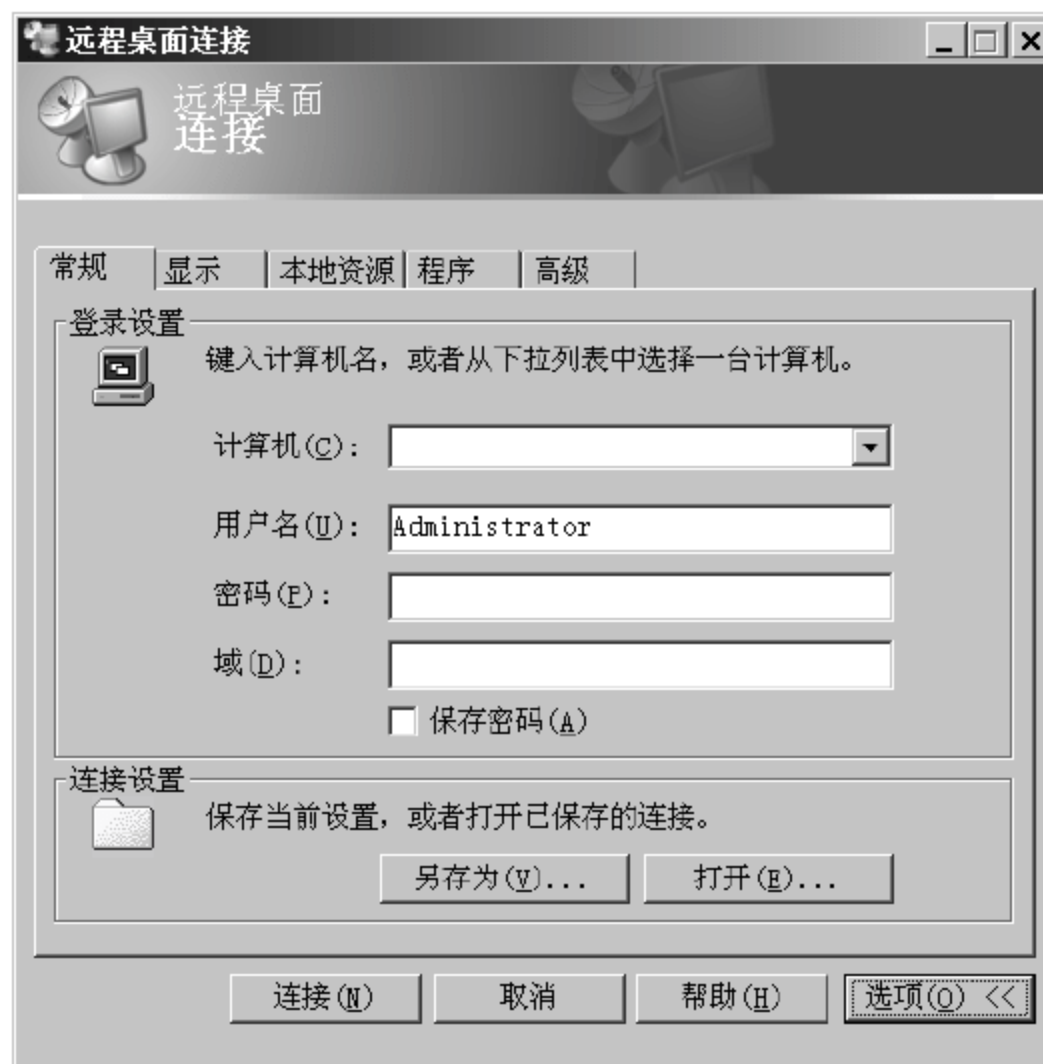 远程桌面连接
远程桌面
连接
常规 显示 本地资源 程序 高级
登录设置
键入计算机名，或者从下拉列表中选择一台计算机。
计算机(C)：
用户名(U)： Administrator
密码(P)：
域(D)：
保存密码(A)
连接设置
保存当前设置，或者打开已保存的连接。
另存为(V)... 打开(E)...
连接(N) 取消 帮助(H) 选项(O) <<